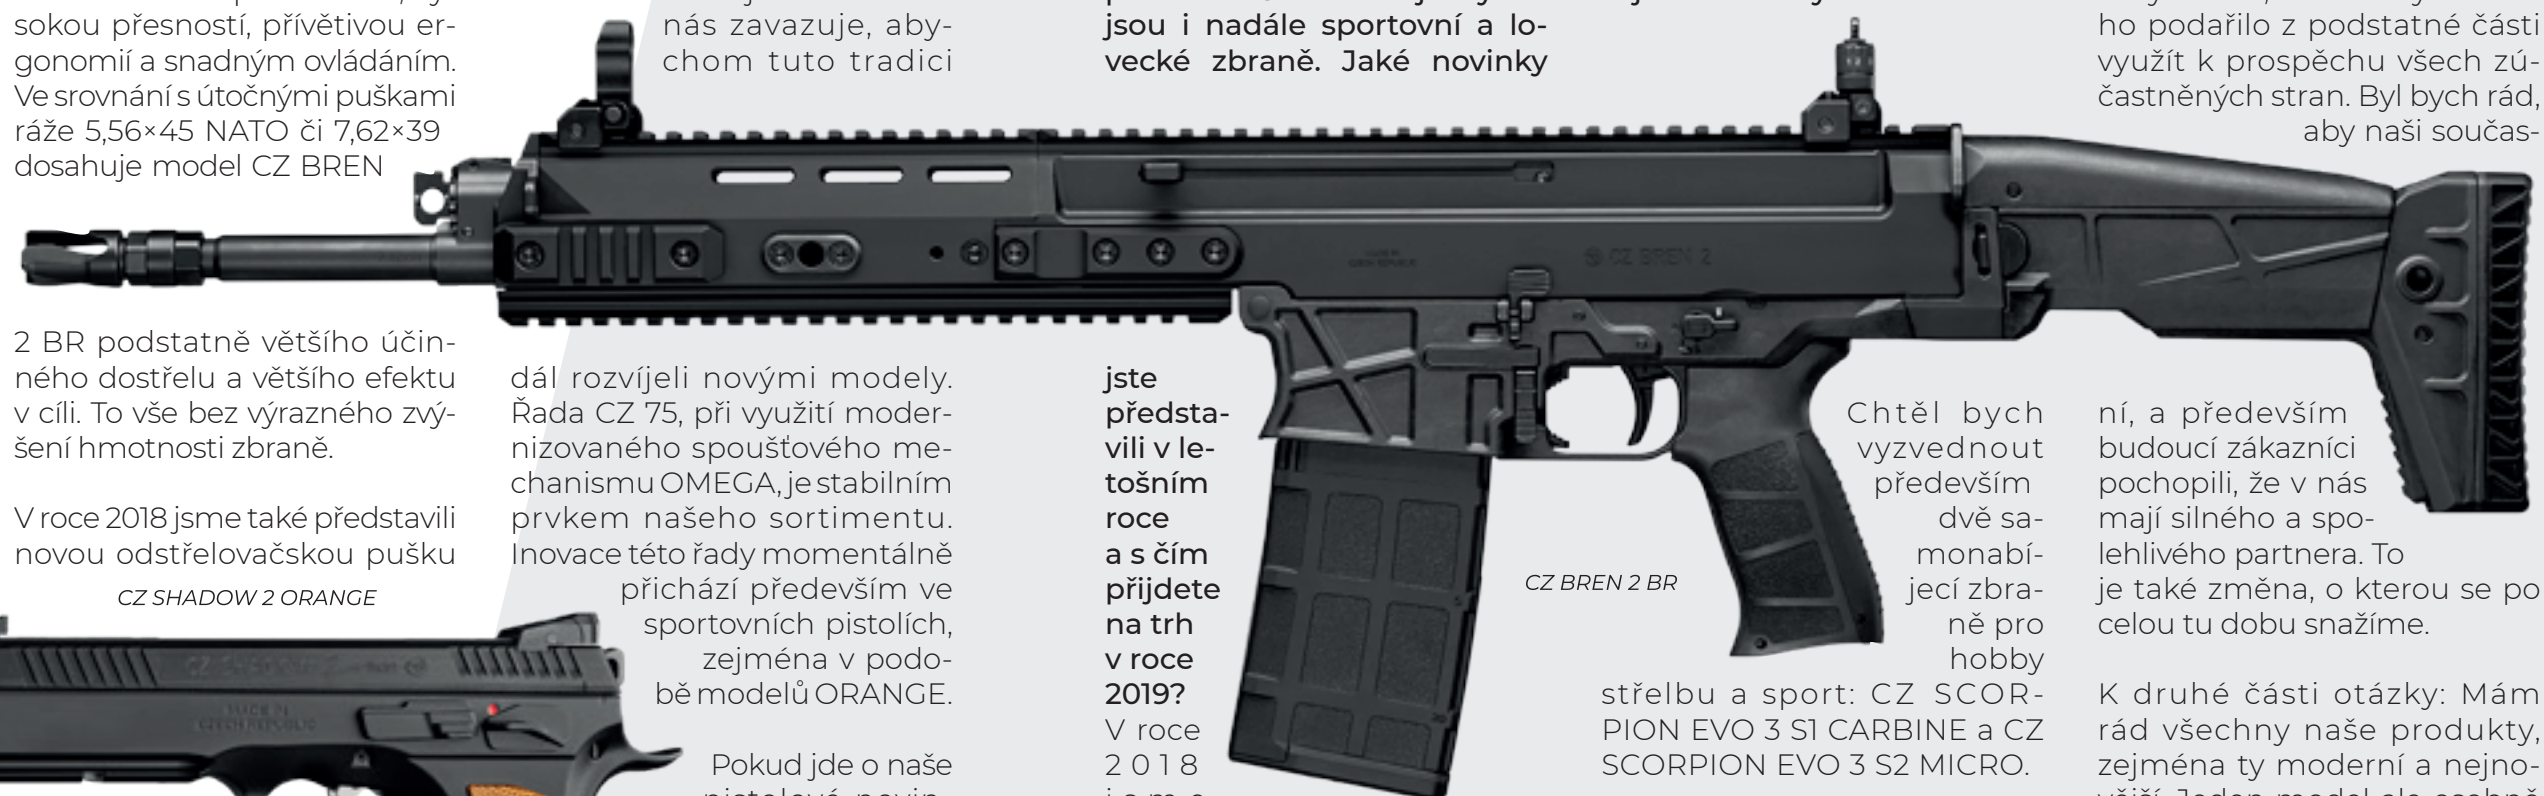 sokou přesností, přívětivou er-
gonomií a snadným ovládáním.
Ve srovnání s útočnými puškami
ráže 5,56×45 NATO či 7,62×39
dosahuje model CZ BREN
2 BR podstatně většího účin-
ného dostřelu a většího efektu
v cíli. To vše bez výrazného zvý-
šení hmotnosti zbraně.
V roce 2018 jsme také představili
novou odstřelovačskou pušku
CZ SHADOW 2 ORANGE
MADE IN
CZECH REPUBLIC
nás zavazuje, aby-
chom tuto tradici
dál rozvíjeli novými modely.
Řada CZ 75, při využití moder-
nizovaného spoušťového me-
chanismu OMEGA, je stabilním
prvkem našeho sortimentu.
Inovace této řady momentálně
přichází především ve
sportovních pistolích,
zejména v podo-
bě modelů ORANGE.
Pokud jde o naše
jsou i nadále sportovní a lo-
vecké zbraně. Jaké novinky
jste
předsta-
vili v le-
tošním
roce
a s čím
přijdete
na trh
v roce
2019?
V roce
2018
CZ BREN 2
CZ BREN 2 BR
Chtěl bych
vyzvednout
především
dvě sa-
monabí-
jecí zbra-
ně pro
hobby
střelbu a sport: CZ SCOR-
PION EVO 3 S1 CARBINE a CZ
SCORPION EVO 3 S2 MICRO.
ho podařilo z podstatné části
využít k prospěchu všech zú-
častněných stran. Byl bych rád,
aby naši součas-
ní, a především
budoucí zákazníci
pochopili, že v nás
mají silného a spo-
lehlivého partnera. To
je také změna, o kterou se po
celou tu dobu snažíme.
K druhé části otázky: Mám
rád všechny naše produkty,
zejména ty moderní a nejno-